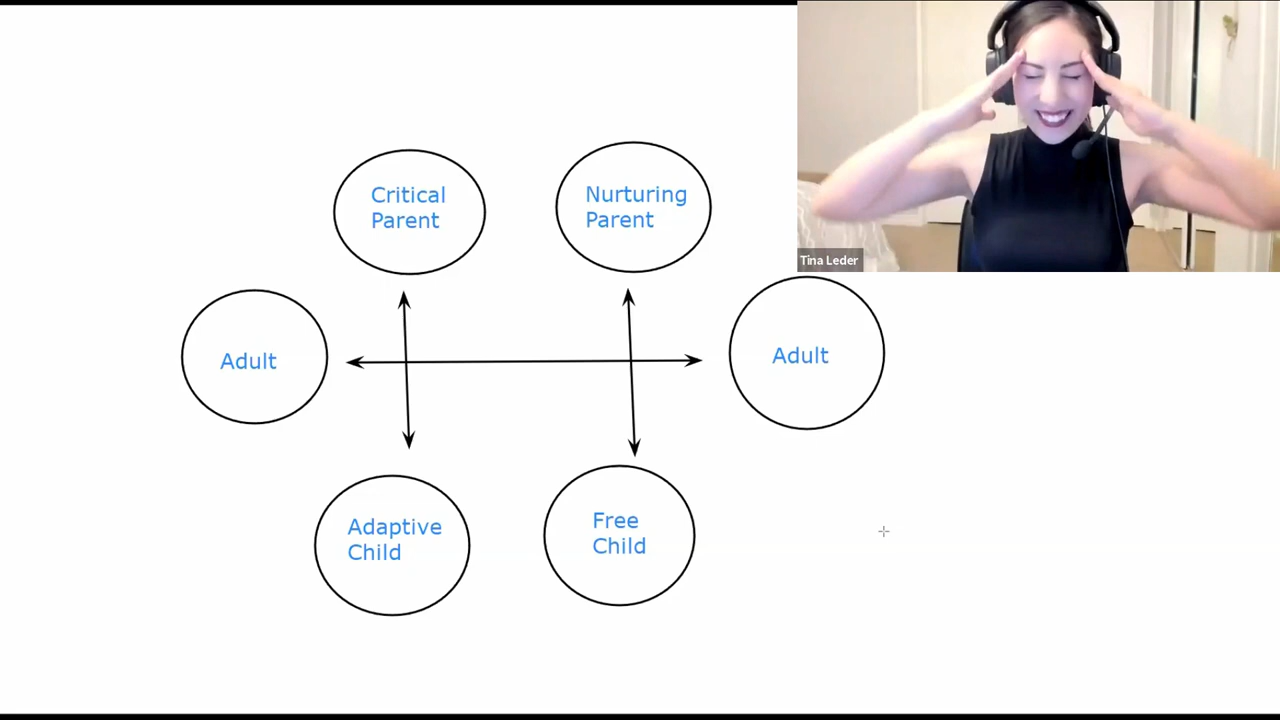 Tina Leder
Critical
Parent
Nurturing
Parent
Adult
Adult
Adaptive
Child
Free
Child